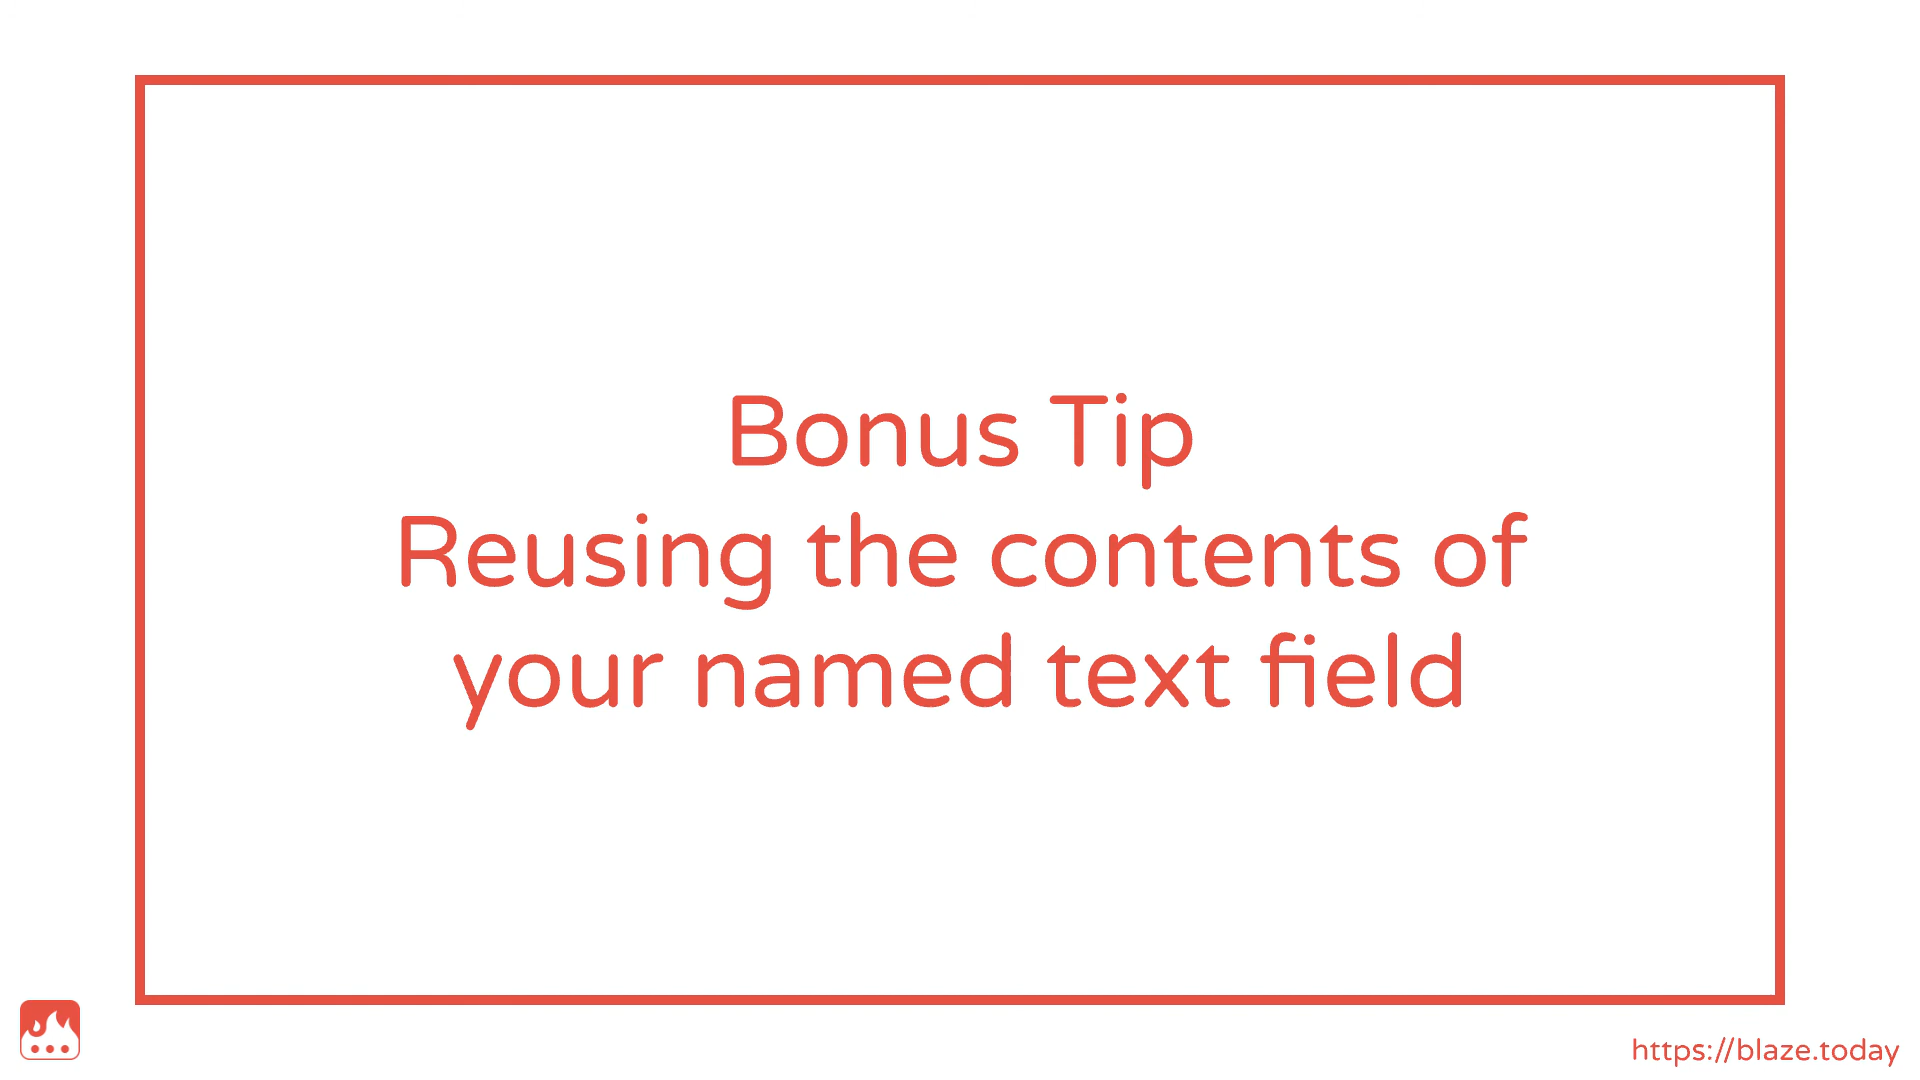 Bonus Tip
Reusing the contents of
your named text field
https://blaze.today